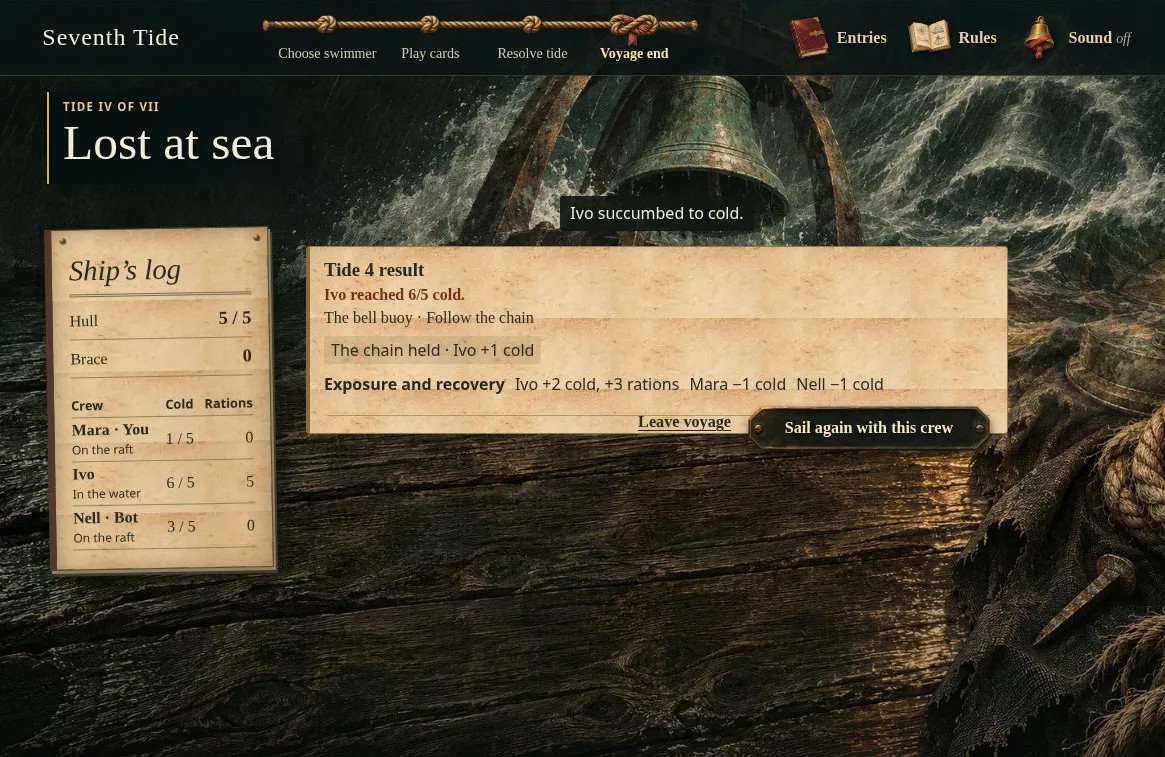 Seventh Tide
Choose swimmer
Play cards
Resolve tide
Voyage end
Entries
Rules
Sound off
TIDE IV OF VII
Lost at sea
Ivo succumbed to cold.
Ship’s log
Hull 5 / 5
Brace 0
Crew Cold Rations
Mara · You 1 / 5 0
On the raft
Ivo 6 / 5 5
In the water
Nell · Bot 3 / 5 0
On the raft
Tide 4 result
Ivo reached 6/5 cold.
The bell buoy · Follow the chain
The chain held · Ivo +1 cold
Exposure and recovery Ivo +2 cold, +3 rations Mara −1 cold Nell −1 cold
Leave voyage
Sail again with this crew